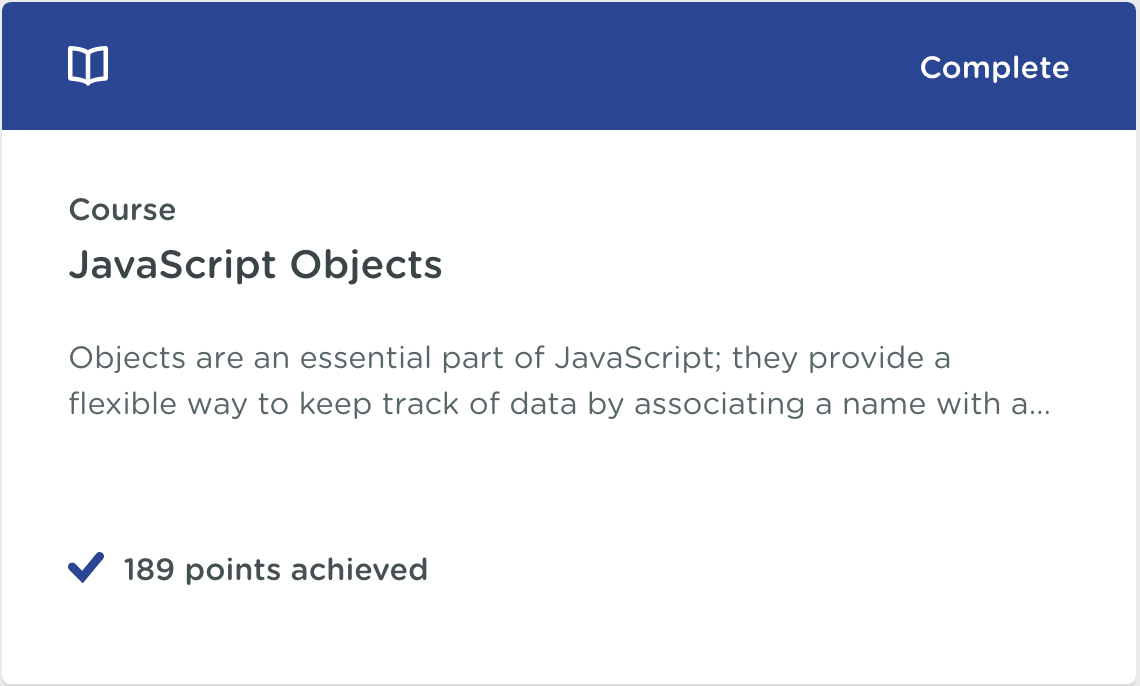 Complete
Course
JavaScript Objects
Objects are an essential part of JavaScript; they provide a
flexible way to keep track of data by associating a name with a...
189 points achieved